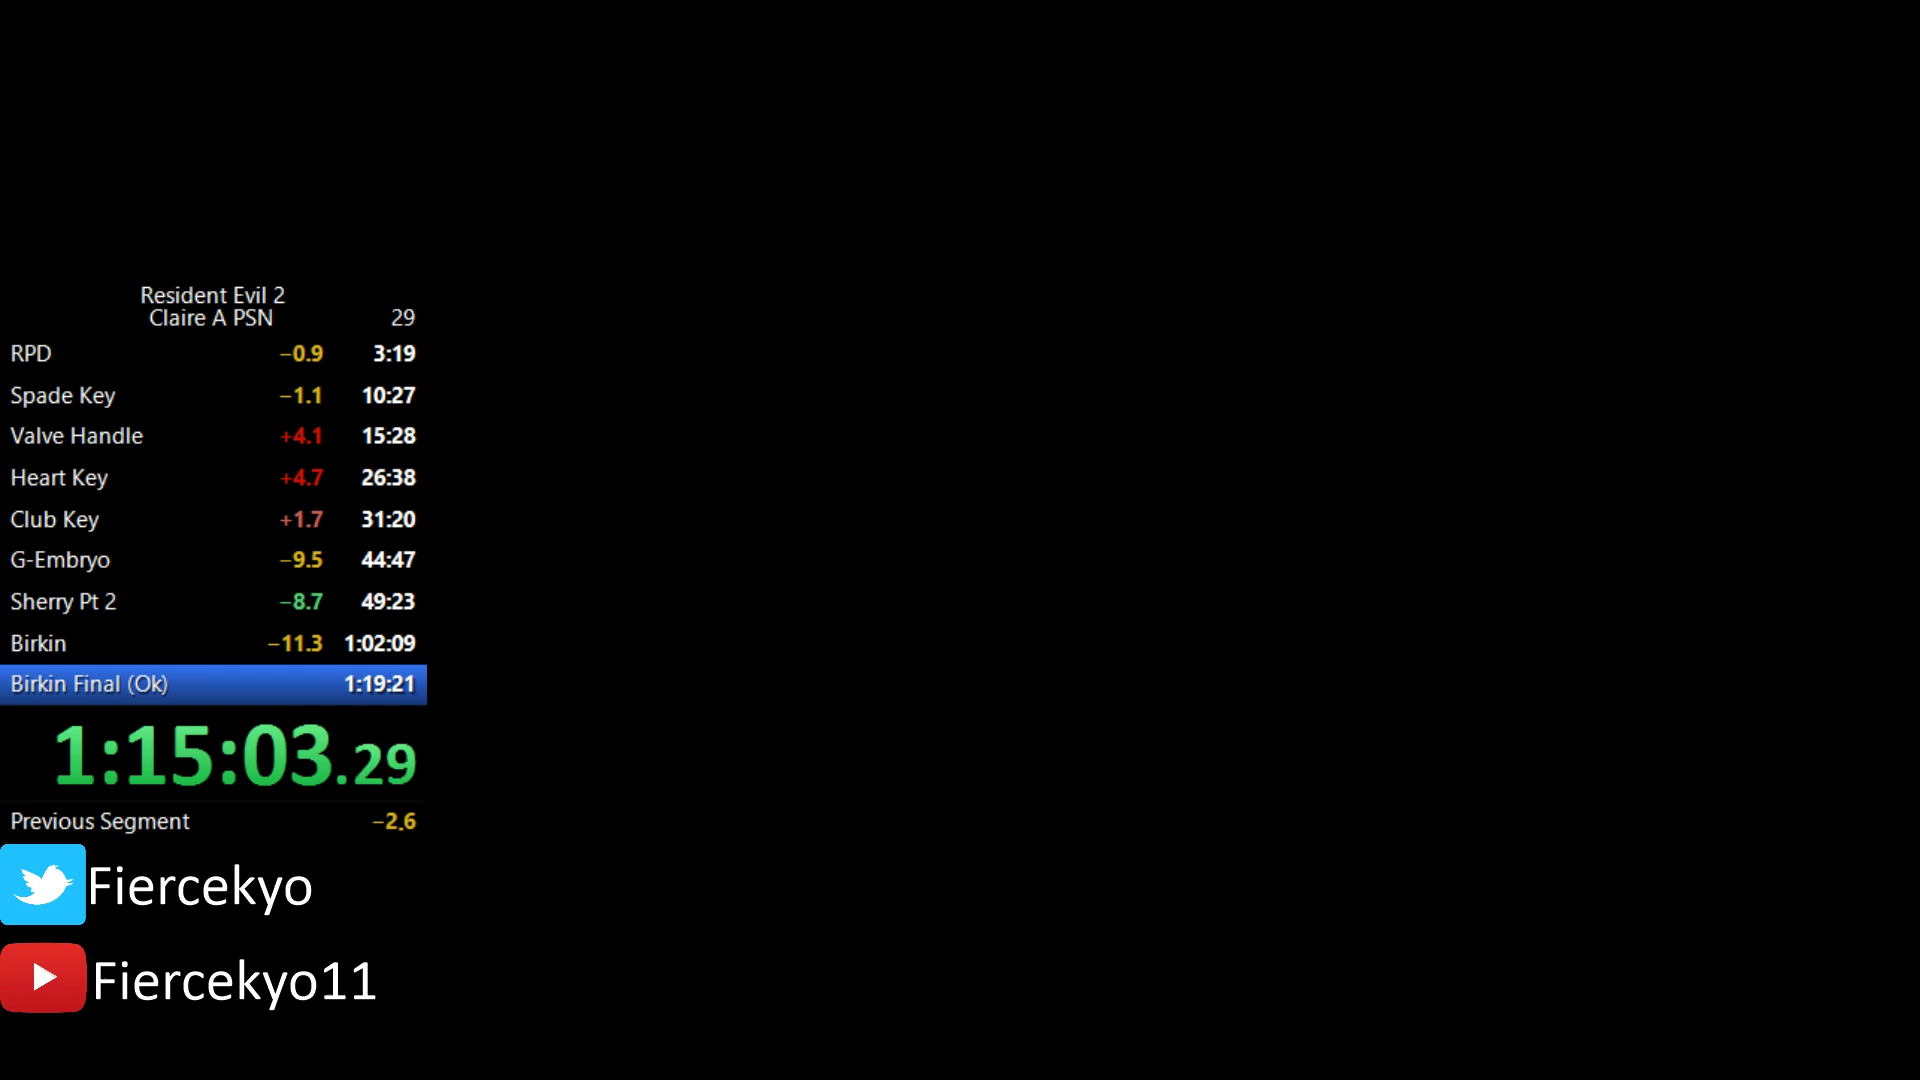 Resident Evil 2
Claire A PSN 29
RPD −0.9 3:19
Spade Key −1.1 10:27
Valve Handle +4.1 15:28
Heart Key +4.7 26:38
Club Key +1.7 31:20
G-Embryo −9.5 44:47
Sherry Pt 2 −8.7 49:23
Birkin −11.3 1:02:09
Birkin Final (Ok) 1:19:21
1:15:03.29
Previous Segment −2.6
Fiercekyo
Fiercekyo11